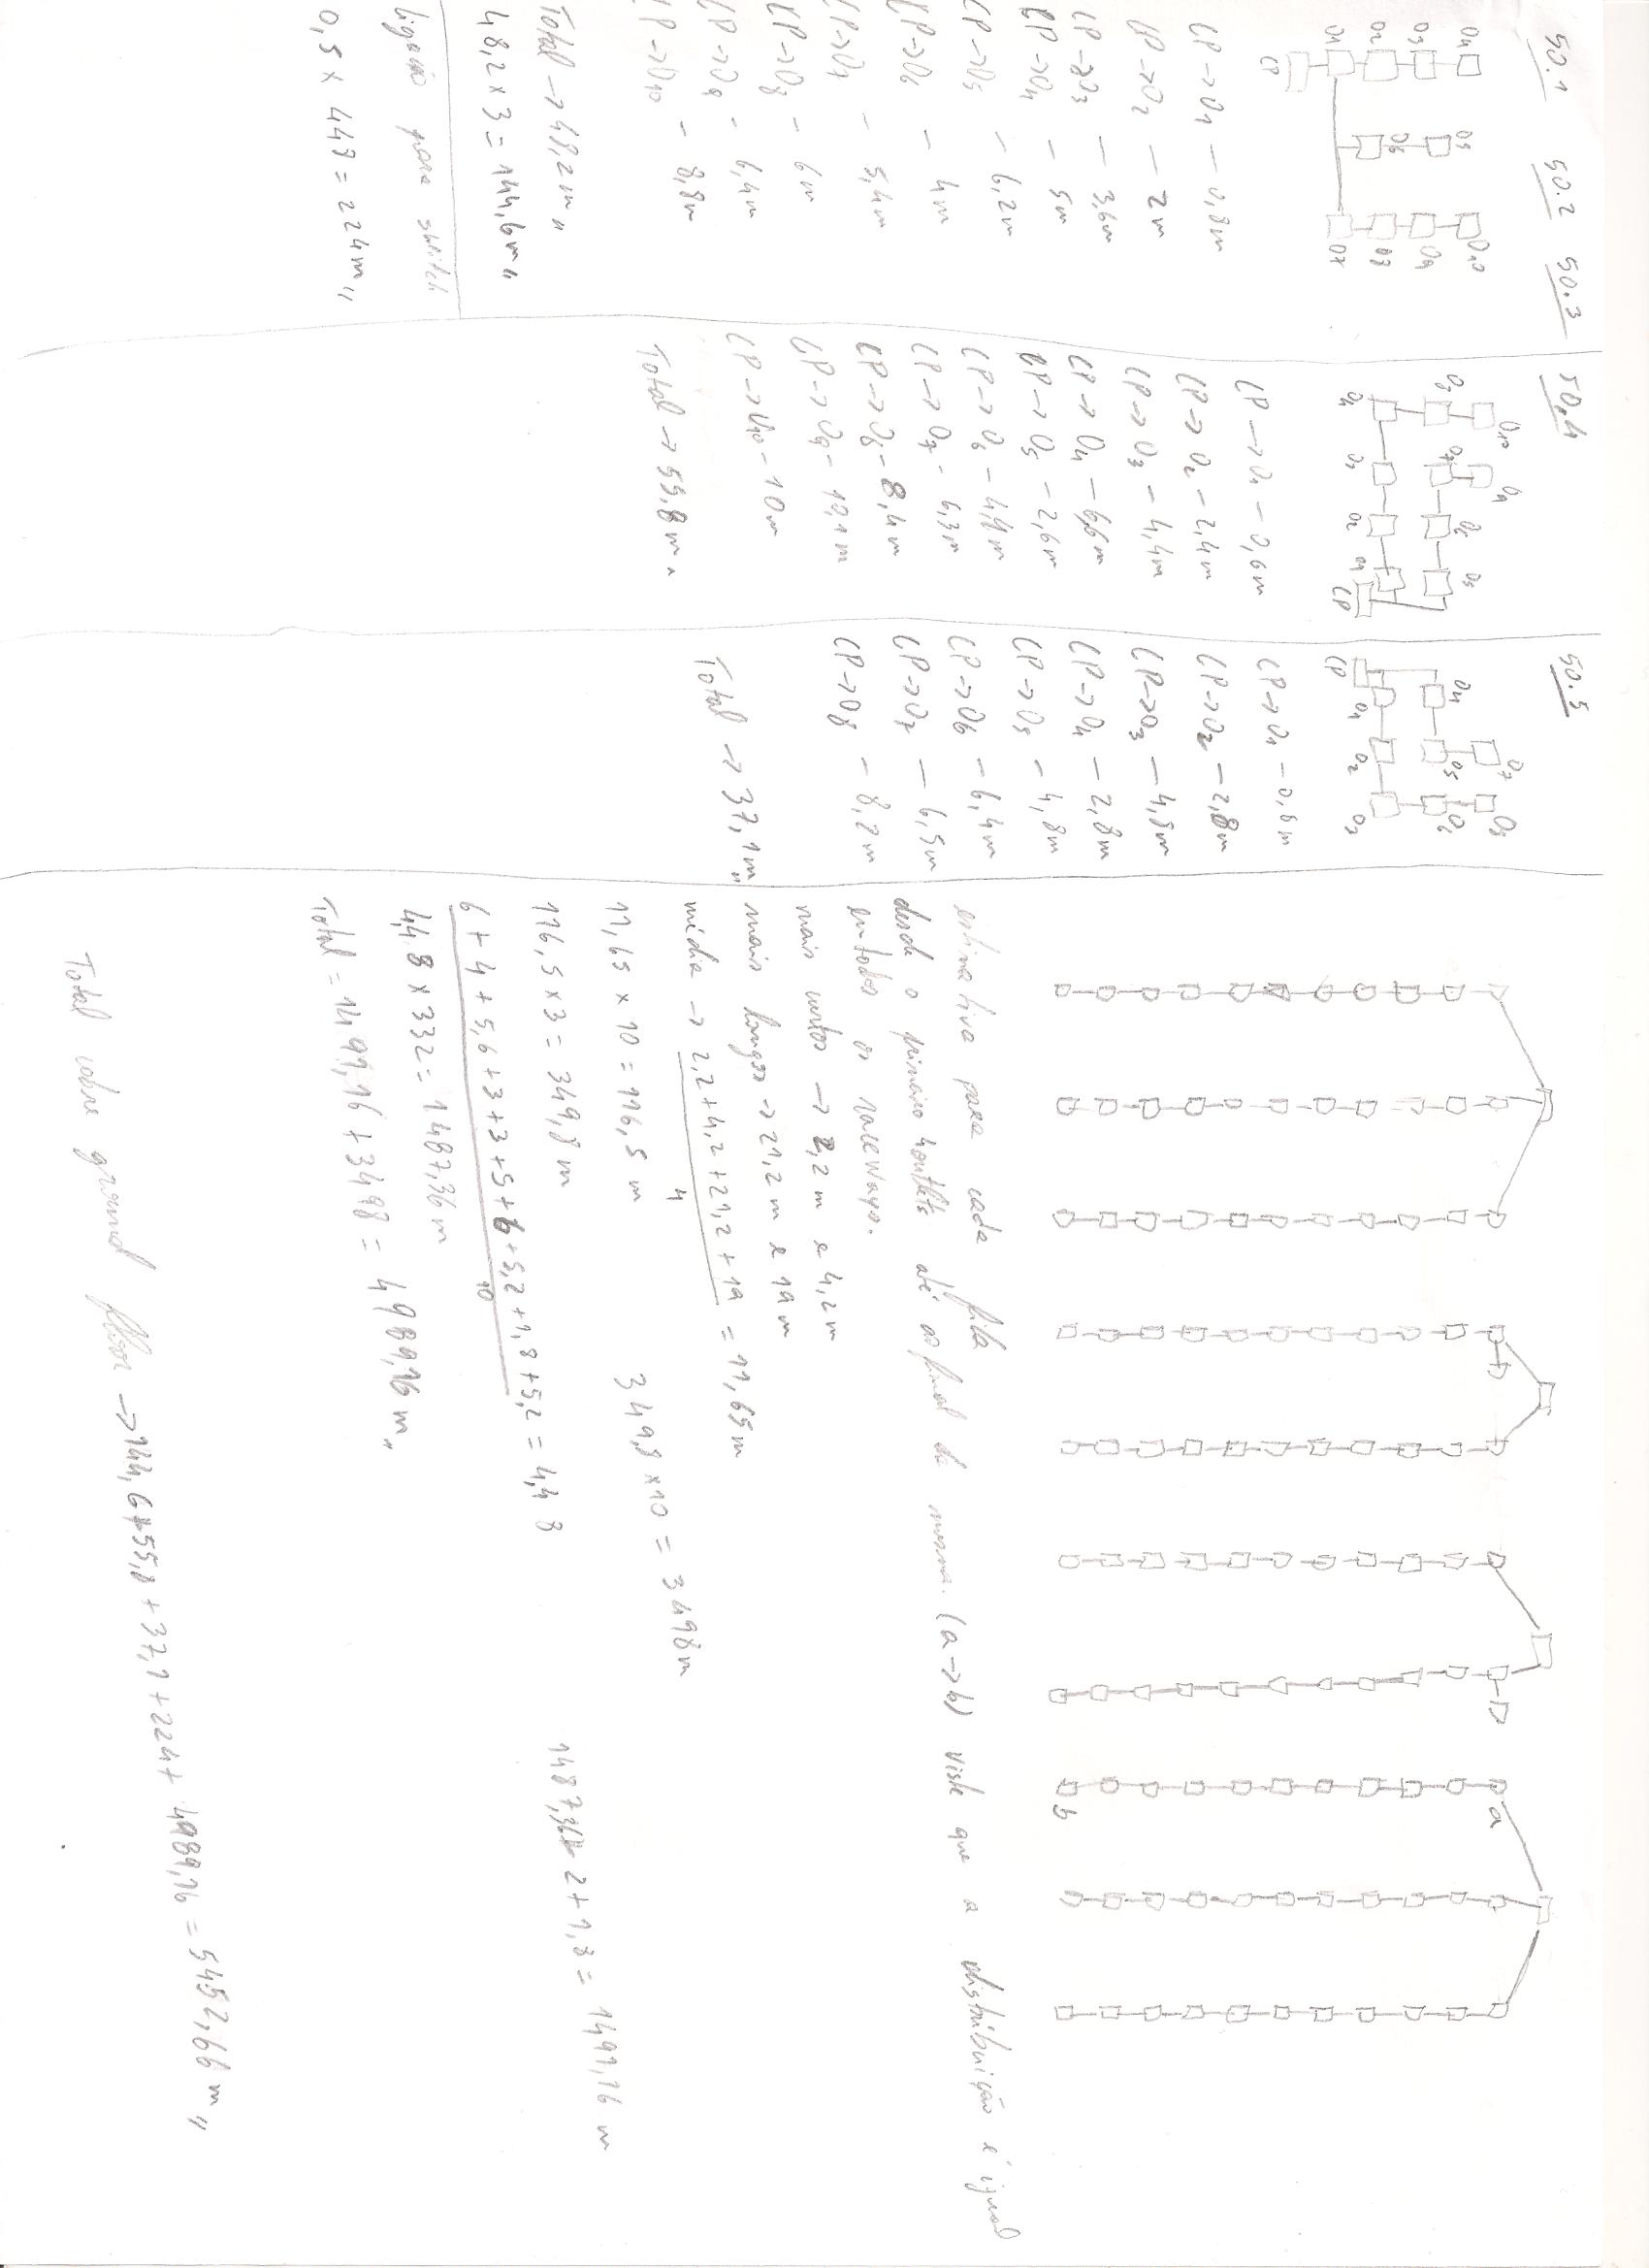 50.1 50.2 50.3
O4
O3
O2
O1
CP
O5
O6
O10
O9
O8
O7
CP → O1 — 0,8m
CP → O2 — 2m
CP → O3 — 3,6m
CP → O4 — 5m
CP → O5 — 6,2m
CP → O6 — 4m
CP → O7 — 5,4m
CP → O8 — 6m
CP → O9 — 6,4m
CP → O10 — 8,8m
Total → 48,2m,,
48,2 x 3 = 144,6m,,
ligação para switch
0,5 x 448 = 224m,,
50.4
O10 O9
O8 O7 O6 O5
O4 O3 O2 O1 CP
CP → O1 — 0,6m
CP → O2 — 2,4m
CP → O3 — 4,4m
CP → O4 — 6,6m
CP → O5 — 2,6m
CP → O6 — 4,4m
CP → O7 — 6,3m
CP → O8 — 8,4m
CP → O9 — 10,1m
CP → O10 — 10m
Total → 55,8m,,
50.5
O7 O8
O4 O5 O6
CP O1 O2 O3
CP → O1 — 0,8m
CP → O2 — 2,8m
CP → O3 — 4,8m
CP → O4 — 2,8m
CP → O5 — 4,8m
CP → O6 — 6,4m
CP → O7 — 6,5m
CP → O8 — 8,2m
Total → 37,1m,,
a
b
estimativa para cada fila
desde o primeiro 4outlets até ao final da mesma. (a → b) visto que a distribuição é igual
em todos os raceways.
mais curtos → 2,2 m e 4,2 m
mais longos → 21,2 m e 19 m
média → 2,2 + 4,2 + 21,2 + 19 = 11,65 m
4
11,65 x 10 = 116,5 m
349,8 x 10 = 3498m
116,5 x 3 = 349,8 m
1487,36 + 2 + 1,8 = 1491,16 m
6 + 4 + 5,6 + 3 + 3 + 5 + 6 + 5,2 + 1,8 + 5,2 = 4,48
10
4,48 x 332 = 1487,36 m
Total = 1491,16 + 3498 = 4989,16 m,,
Total cobre ground floor → 144,6 + 55,8 + 37,1 + 224 + 4989,16 = 5452,66 m,,